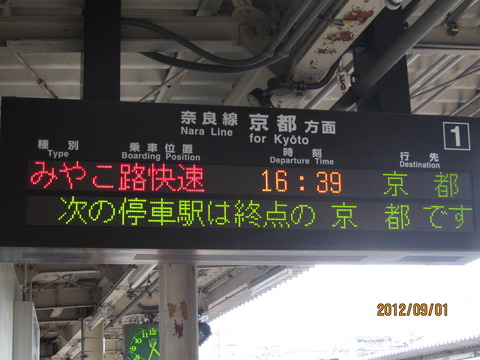 奈良線 京都 方面
Nara Line for Kyōto
1
種別 乗車位置 時刻 行先
Type Boarding Position Departure Time Destination
みやこ路快速 16:39 京都
次の停車駅は終点の 京 都 です
2012/09/01